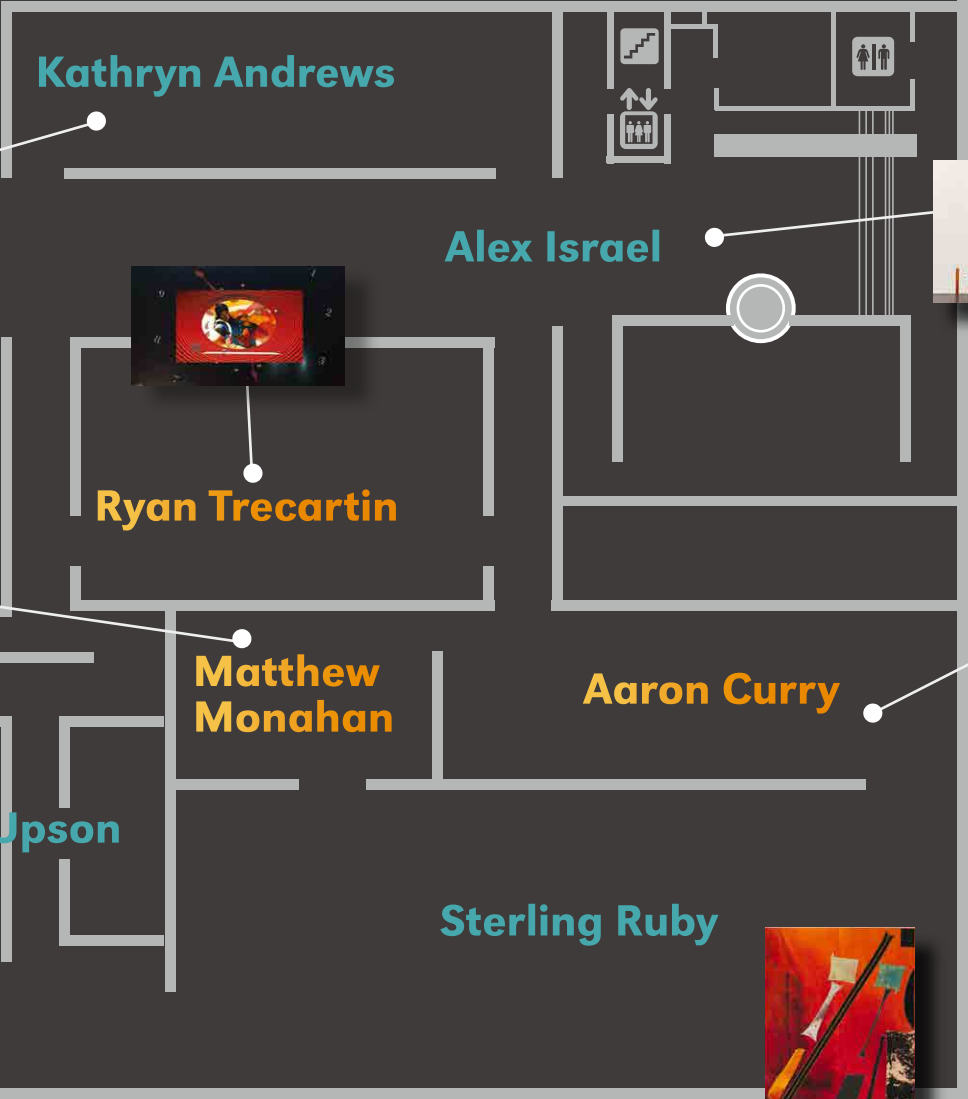 Kathryn Andrews
Alex Israel
Ryan Trecartin
Matthew
Monahan
Aaron Curry
Upson
Sterling Ruby